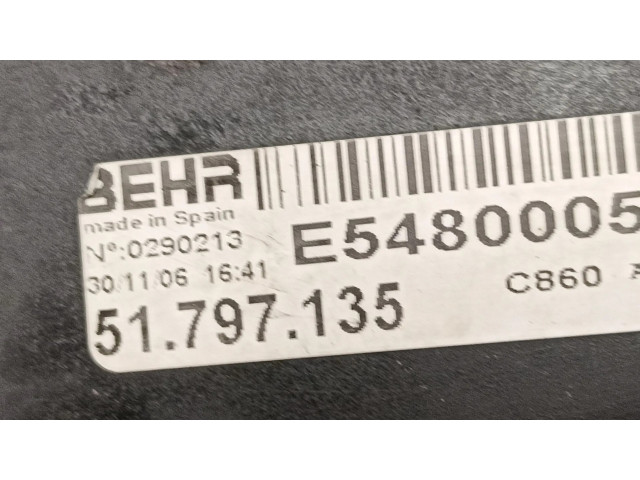 BEHR
made in Spain
Nº:0290213
E5480005
30/11/06 16:41
C860
51.797.135